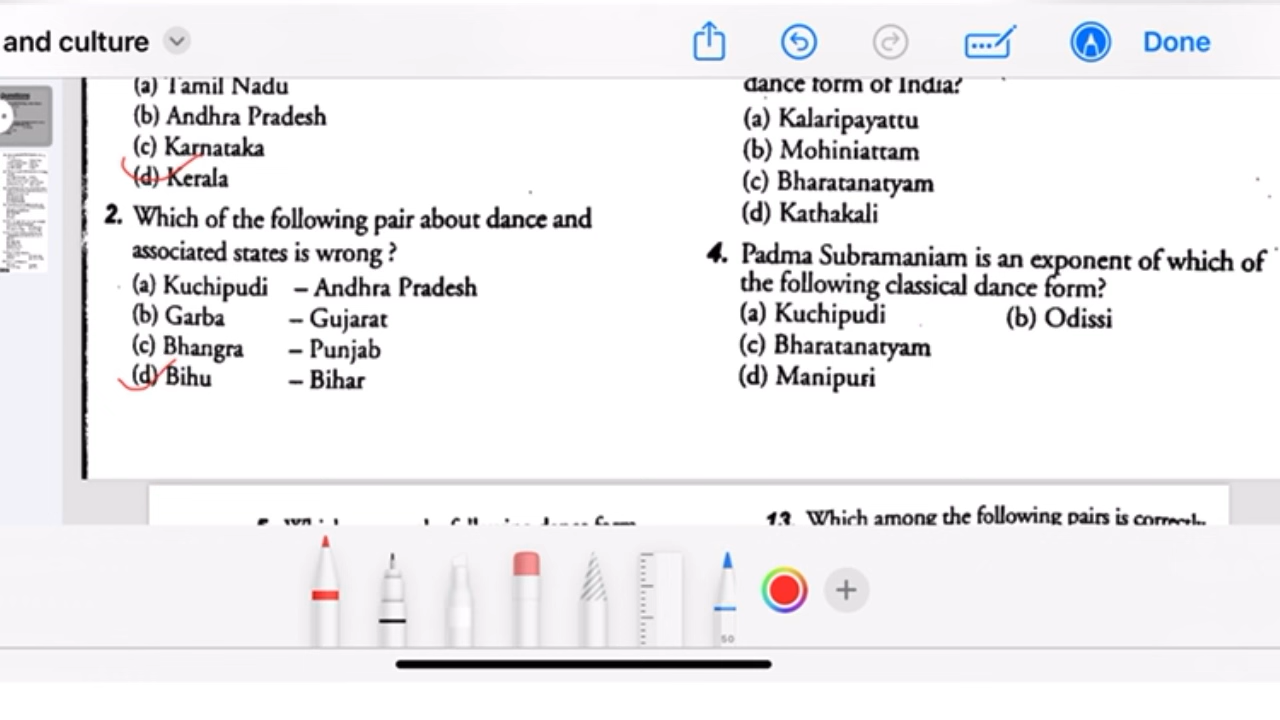 and culture
Done
(a) Tamil Nadu
(b) Andhra Pradesh
(c) Karnataka
(d) Kerala
2. Which of the following pair about dance and
associated states is wrong ?
(a) Kuchipudi – Andhra Pradesh
(b) Garba – Gujarat
(c) Bhangra – Punjab
(d) Bihu – Bihar
dance form of India?
(a) Kalaripayattu
(b) Mohiniattam
(c) Bharatanatyam
(d) Kathakali
4. Padma Subramaniam is an exponent of which of
the following classical dance form?
(a) Kuchipudi (b) Odissi
(c) Bharatanatyam
(d) Manipuri
13. Which among the following pairs is correctly
50